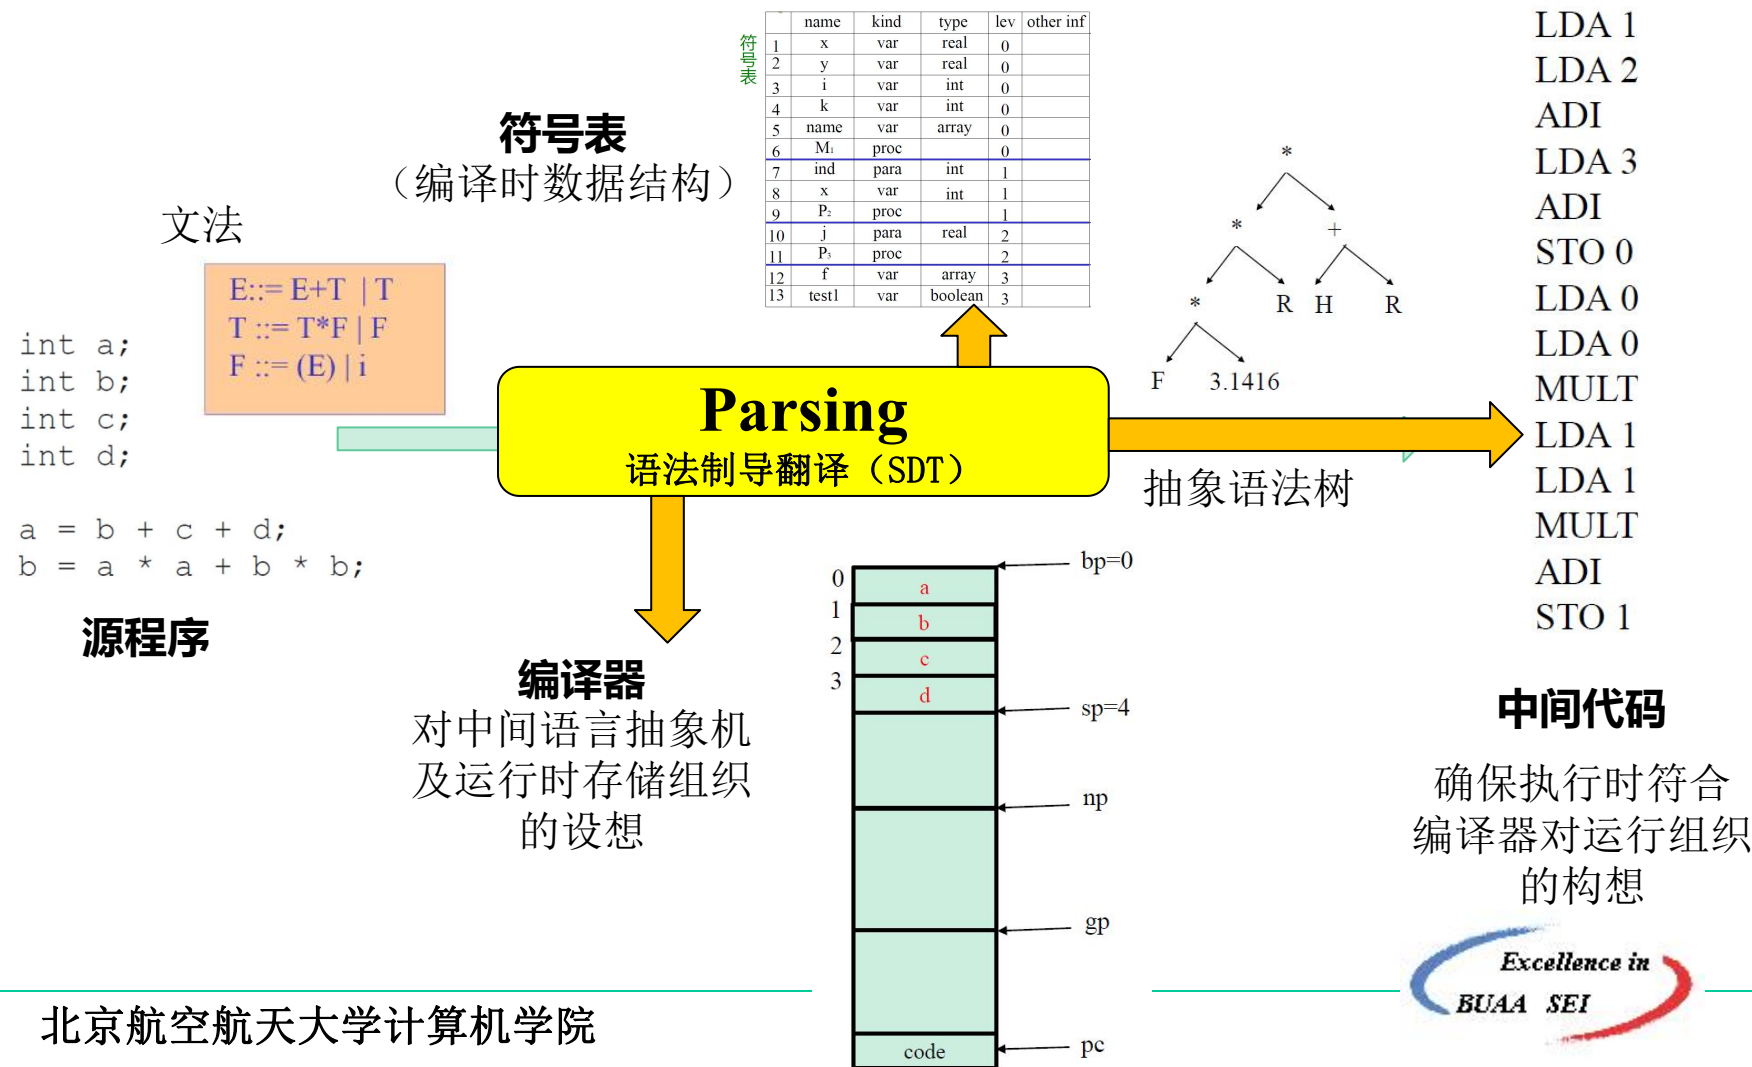 name kind type lev other inf
符号表
1 x var real 0
2 y var real 0
3 i var int 0
4 k var int 0
5 name var array 0
6 M₁ proc 0
7 ind para int 1
8 x var int 1
9 P₂ proc 1
10 j para real 2
11 P₃ proc 2
12 f var array 3
13 test1 var boolean 3
符号表
（编译时数据结构）
文法
E::= E+T | T
T ::= T*F | F
F ::= (E) | i
int a;
int b;
int c;
int d;
a = b + c + d;
b = a * a + b * b;
源程序
Parsing
语法制导翻译（SDT）
*
* +
* R H R
F 3.1416
抽象语法树
LDA 1
LDA 2
ADI
LDA 3
ADI
STO 0
LDA 0
LDA 0
MULT
LDA 1
LDA 1
MULT
ADI
STO 1
编译器
对中间语言抽象机
及运行时存储组织
的设想
bp=0
0 a
1 b
2 c
3 d
sp=4
np
gp
code pc
中间代码
确保执行时符合
编译器对运行组织
的构想
Excellence in
BUAA SEI
北京航空航天大学计算机学院